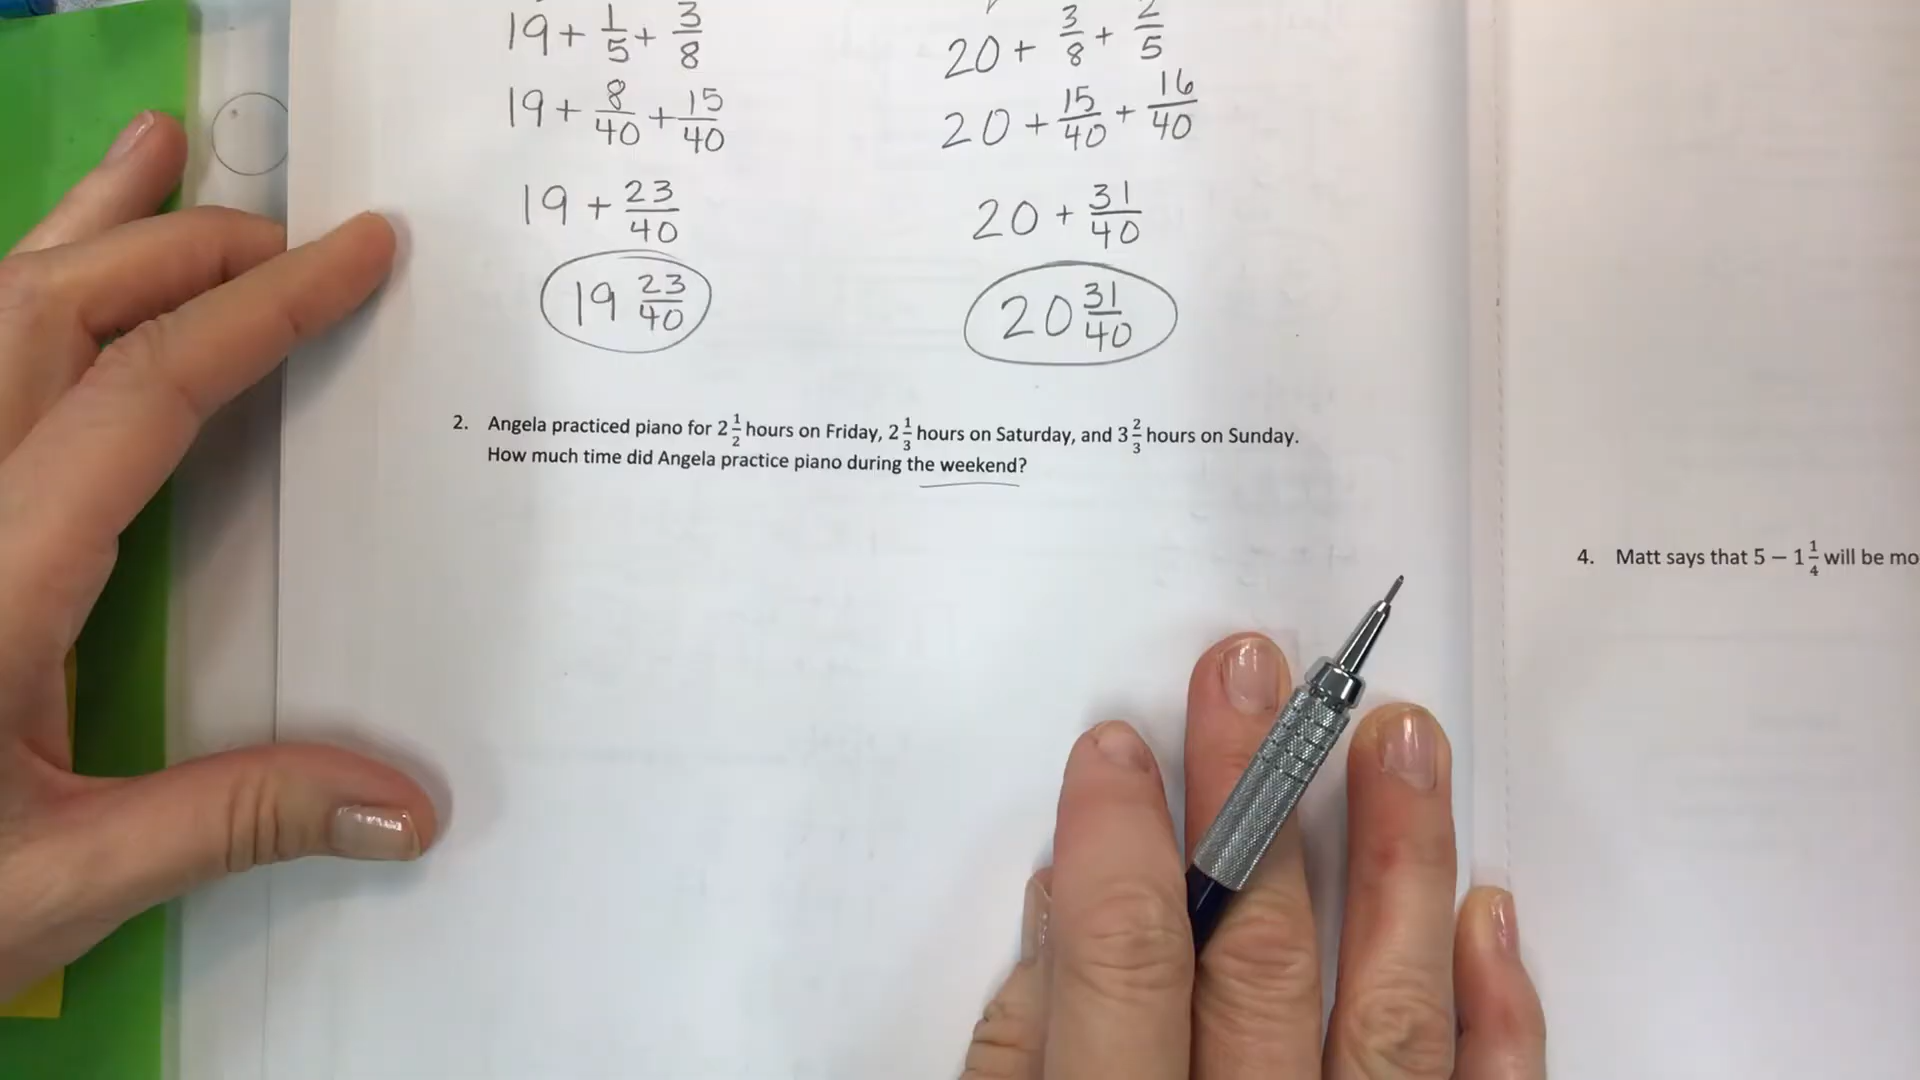 19 + 1/5 + 3/8
19 + 8/40 + 15/40
19 + 23/40
19 23/40
20 + 3/8 + 2/5
20 + 15/40 + 16/40
20 + 31/40
20 31/40
2. Angela practiced piano for 2 1/2 hours on Friday, 2 1/3 hours on Saturday, and 3 2/3 hours on Sunday.
How much time did Angela practice piano during the weekend?
4. Matt says that 5 – 1 1/4 will be mo